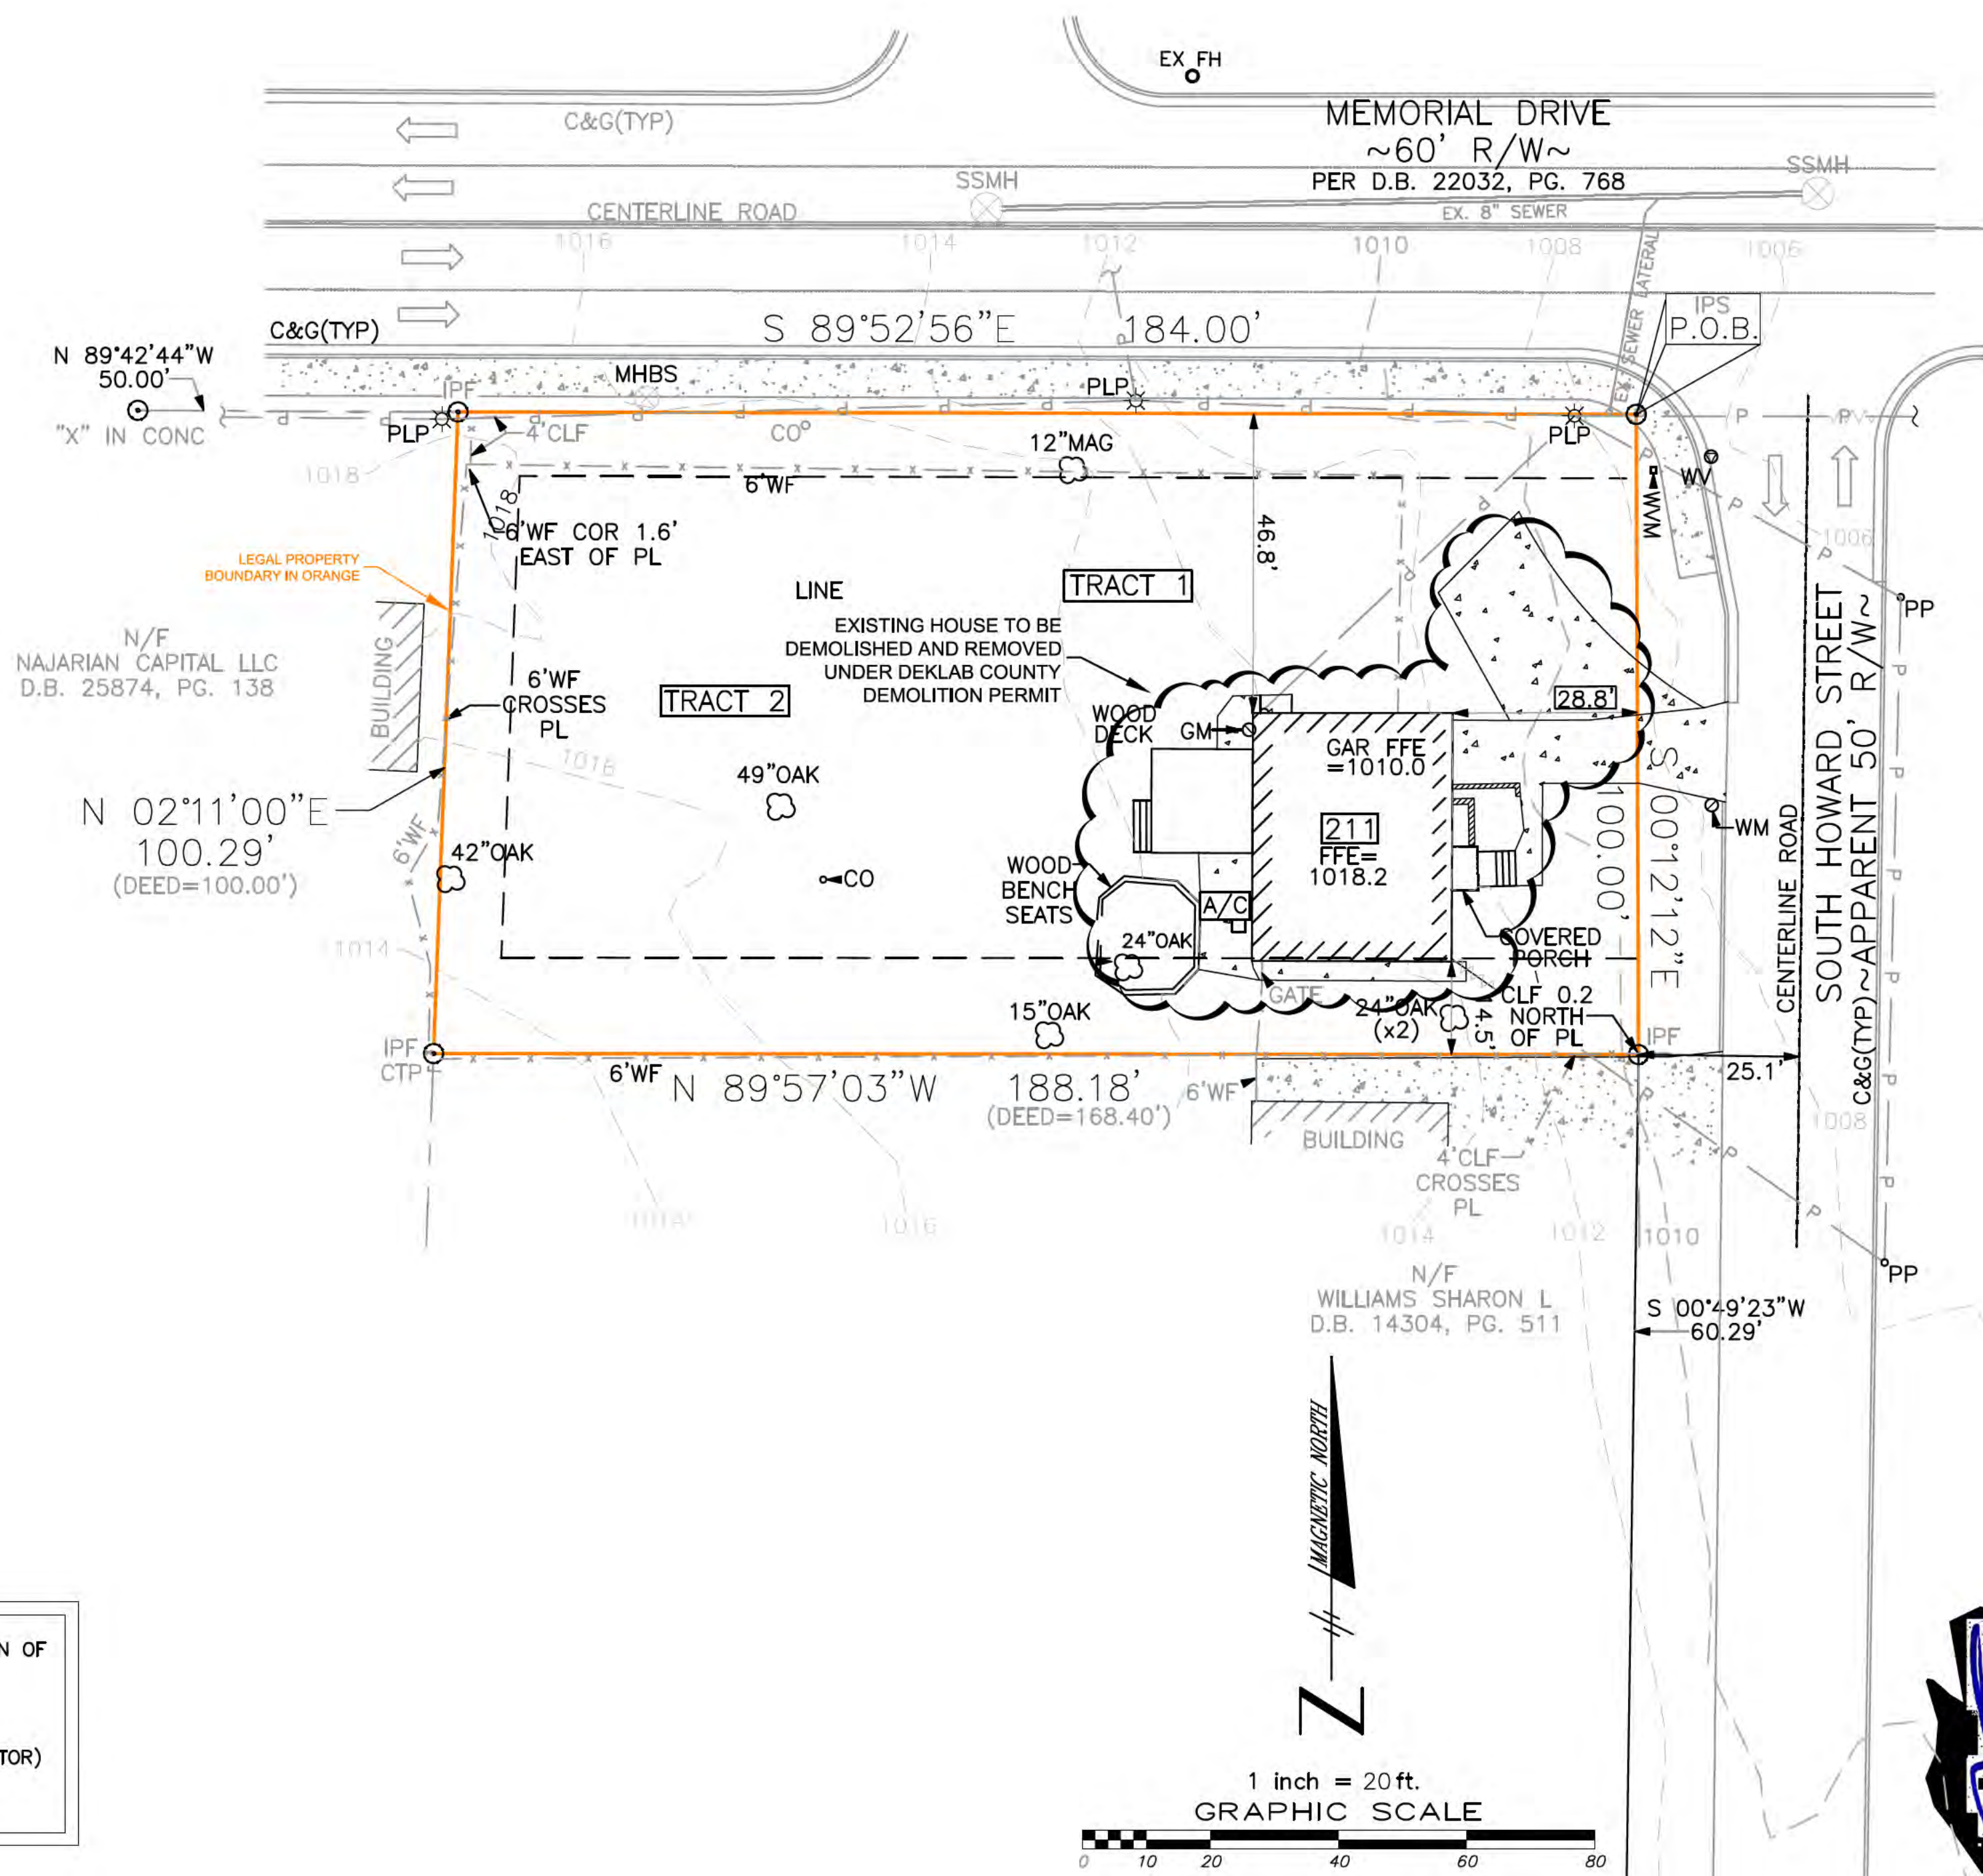 EX FH
MEMORIAL DRIVE
~60' R/W~
PER D.B. 22032, PG. 768
C&G(TYP)
SSMH
SSMH
CENTERLINE ROAD
EX. 8" SEWER
1016
1014
1012
1010
1008
1006
EX SEWER LATERAL
IPS
P.O.B.
C&G(TYP)
S 89°52'56"E 184.00'
N 89°42'44"W
50.00'
"X" IN CONC
IPF
MHBS
PLP
PLP
PLP
4'CLF
CO
12"MAG
6'WF
WV
WVM
1018
1018
6'WF COR 1.6'
EAST OF PL
46.8'
1006
LEGAL PROPERTY
BOUNDARY IN ORANGE
LINE
TRACT 1
PP
EXISTING HOUSE TO BE
DEMOLISHED AND REMOVED
UNDER DEKLAB COUNTY
DEMOLITION PERMIT
N/F
NAJARIAN CAPITAL LLC
D.B. 25874, PG. 138
BUILDING
6'WF
CROSSES
PL
TRACT 2
28.8'
WOOD
DECK
GM
GAR FFE
=1010.0
1016
49"OAK
N 02°11'00"E
100.29'
(DEED=100.00')
211
FFE=
1018.2
WM
6'WF
42"OAK
CO
WOOD
BENCH
SEATS
A/C
S 00°12'12"E
100.00'
CENTERLINE ROAD
SOUTH HOWARD STREET
C&G(TYP)~APPARENT 50' R/W~
24"OAK
COVERED
PORCH
1014
GATE
15"OAK
24"OAK
(x2)
14.5'
CLF 0.2
NORTH
OF PL
IPF
IPF
CTP
6'WF
N 89°57'03"W 188.18'
(DEED=168.40')
6'WF
25.1'
BUILDING
4'CLF
CROSSES
PL
1008
1014
1016
1014
1012
1010
PP
N/F
WILLIAMS SHARON L
D.B. 14304, PG. 511
S 00°49'23"W
60.29'
MAGNETIC NORTH
N
N OF
TOR)
1 inch = 20 ft.
GRAPHIC SCALE
0 10 20 40 60 80